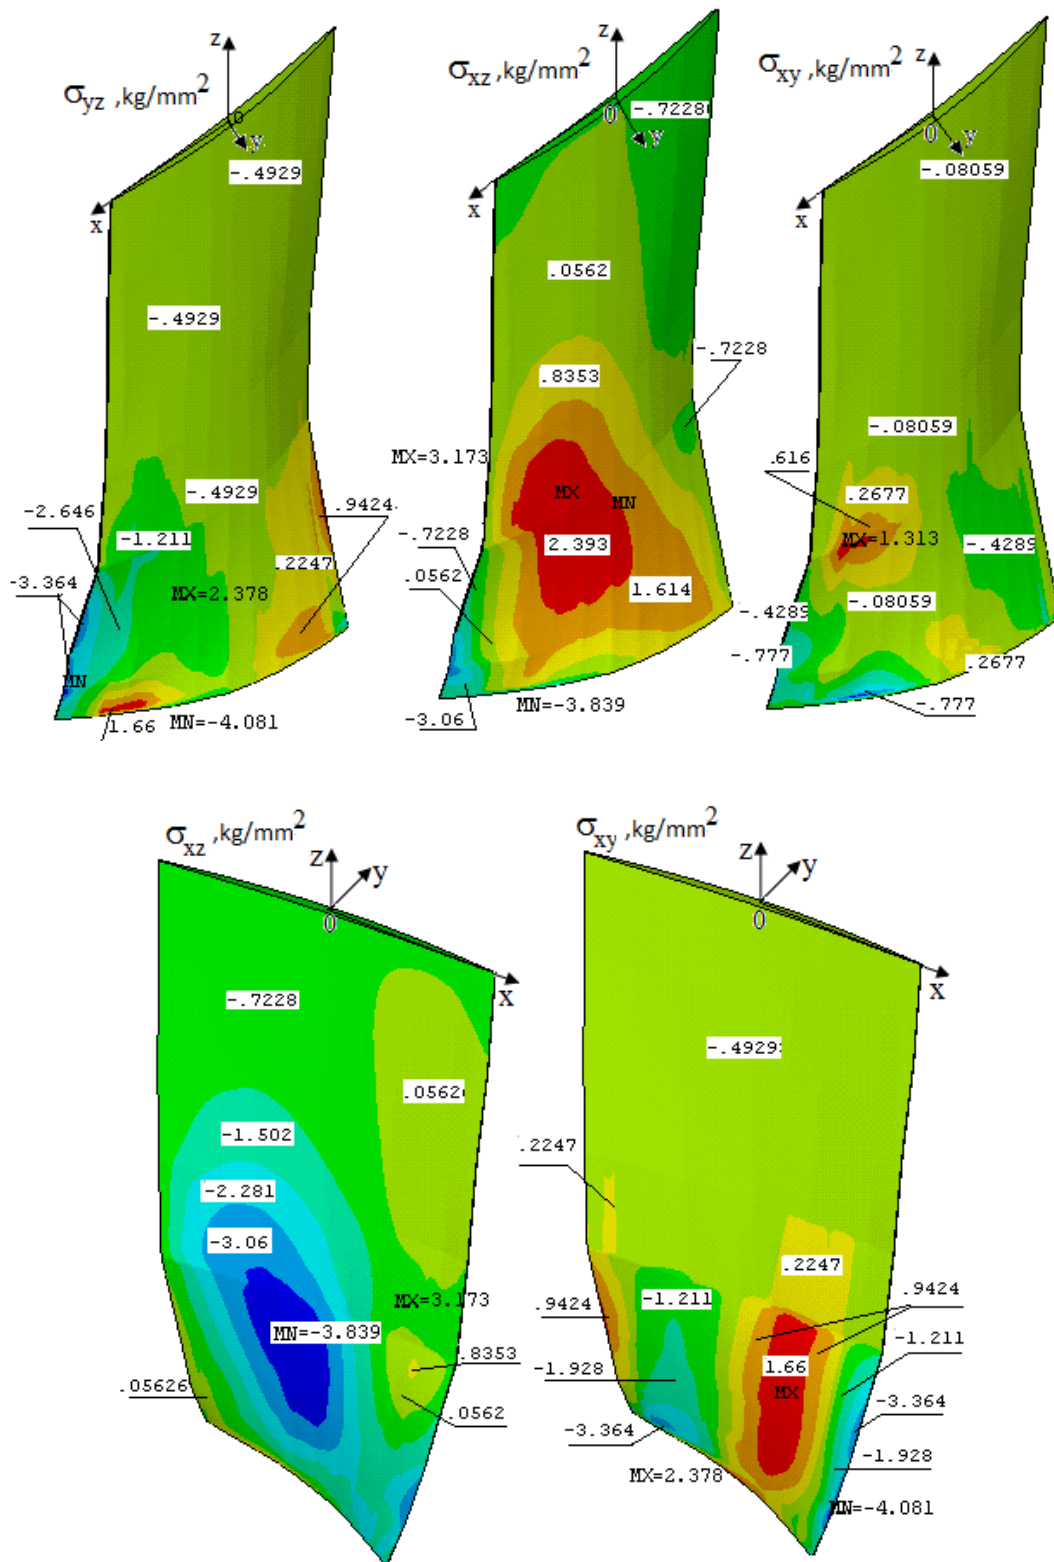 σyz ,kg/mm²
z
0
y
x
-.4929
-.4929
-.4929
-2.646
-1.211
-3.364
.9424
.2247
MX=2.378
MN
1.66
MN=-4.081
σxz ,kg/mm²
z
0
y
x
-.7228
.0562
-.7228
.8353
MX=3.173
MX
MN
-.7228
2.393
.0562
1.614
MN=-3.839
-3.06
σxy ,kg/mm²
z
0
y
x
-.08059
-.08059
.616
.2677
MX=1.313
-.4289
-.08059
-.4289
-.777
.2677
-.777
σxz ,kg/mm²
z
y
0
x
-.7228
.0562
-1.502
-2.281
-3.06
MX=3.173
MN=-3.839
.8353
.05626
.0562
σxy ,kg/mm²
z
y
0
x
-.4929
.2247
.2247
.9424
-1.211
.9424
-1.211
1.66
-1.928
MX
-3.364
-3.364
-1.928
MX=2.378
MN=-4.081